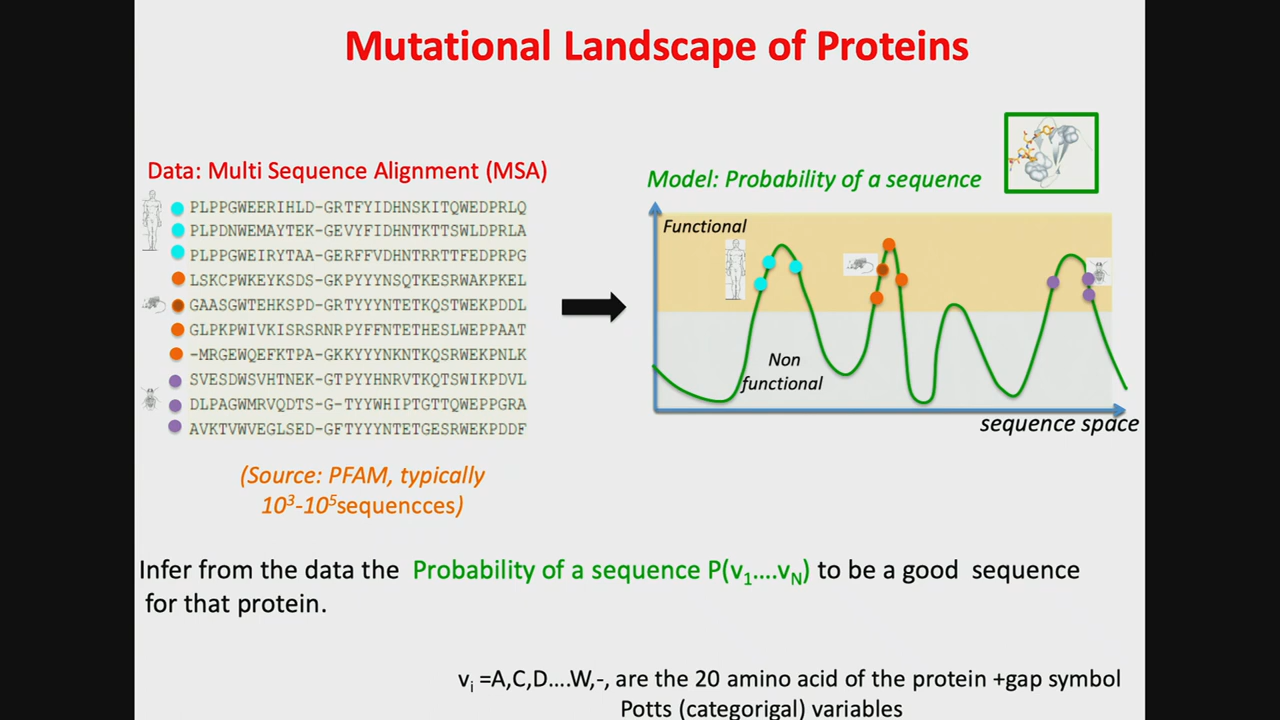 Mutational Landscape of Proteins
Data: Multi Sequence Alignment (MSA)
PLPPGWEERIHLD-GRTFYIDHNSKITQWEDPRLQ
PLPDNWEMAYTEK-GEVYFIDHNTKTTSWLDPRLA
PLPPGWEIRYTAA-GERFFVDHNTRRTTFEDPRPG
LSKCPWKEYKSDS-GKPYYYNSQTKESRWAKPKEL
GAASGWTEHKSPD-GRTYYYNTETKQSTWEKPDDL
GLPKPWIVKISRSRNRPYFFNTETHESLWEPPAAT
-MRGEWQEFKTPA-GKKYYYNKNTKQSRWEKPNLK
SVESDWSVHTNEK-GTPYYHNRVTKQTSWIKPDVL
DLPAGWMRVQDTS-G-TYYWHIPTGTTQWEPPGRA
AVKTVWVEGLSED-GFTYYYNTETGESRWEKPDDF
(Source: PFAM, typically
10³-10⁵sequencces)
Model: Probability of a sequence
Functional
Non
functional
sequence space
Infer from the data the Probability of a sequence P(v₁....v_N) to be a good sequence
for that protein.
vᵢ =A,C,D....W,-, are the 20 amino acid of the protein +gap symbol
Potts (categorigal) variables